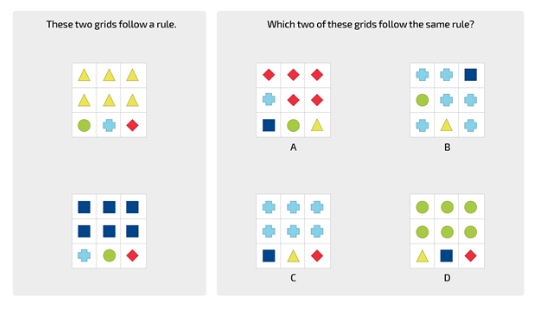 These two grids follow a rule.
Which two of these grids follow the same rule?
A
B
C
D